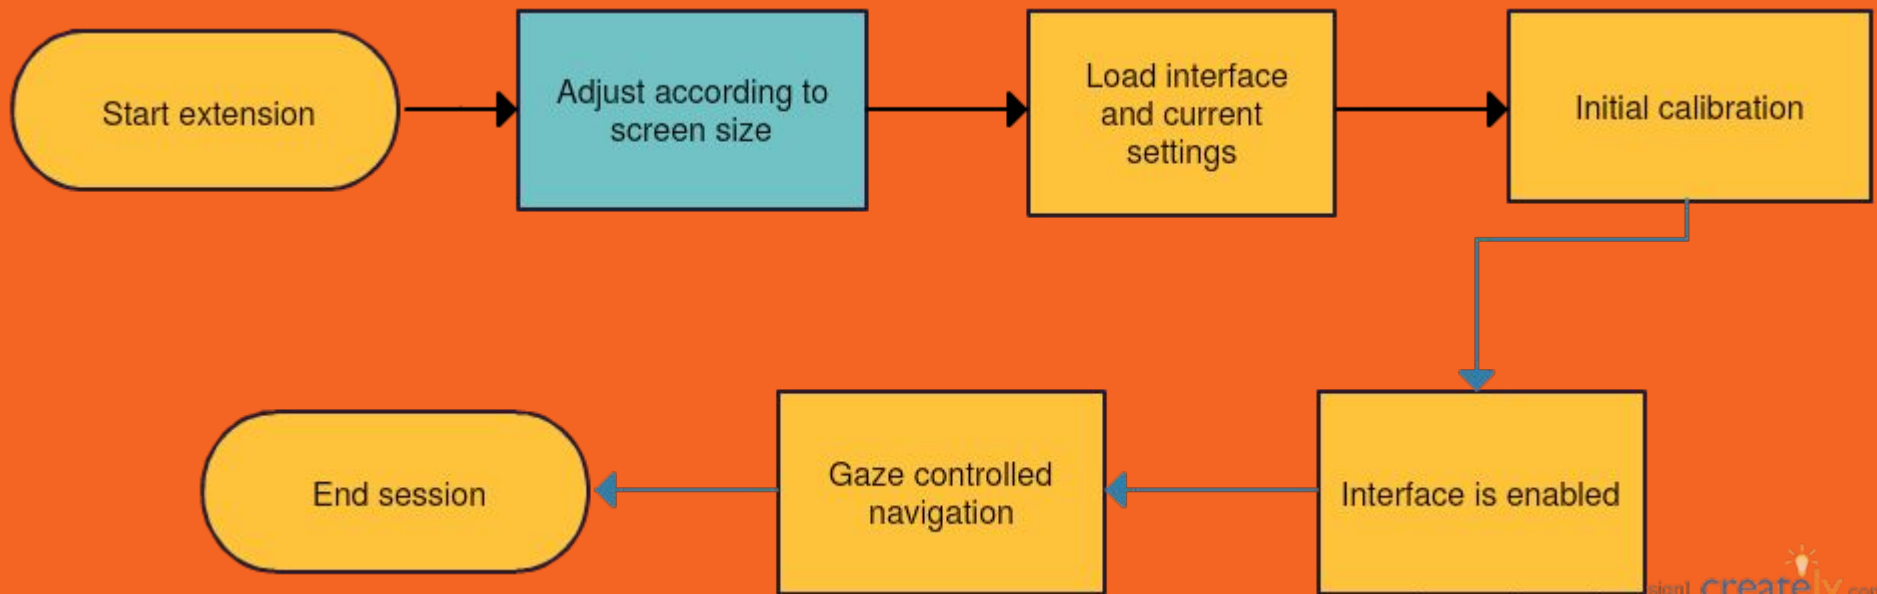 Start extension
Adjust according to
screen size
Load interface
and current
settings
Initial calibration
End session
Gaze controlled
navigation
Interface is enabled
creately